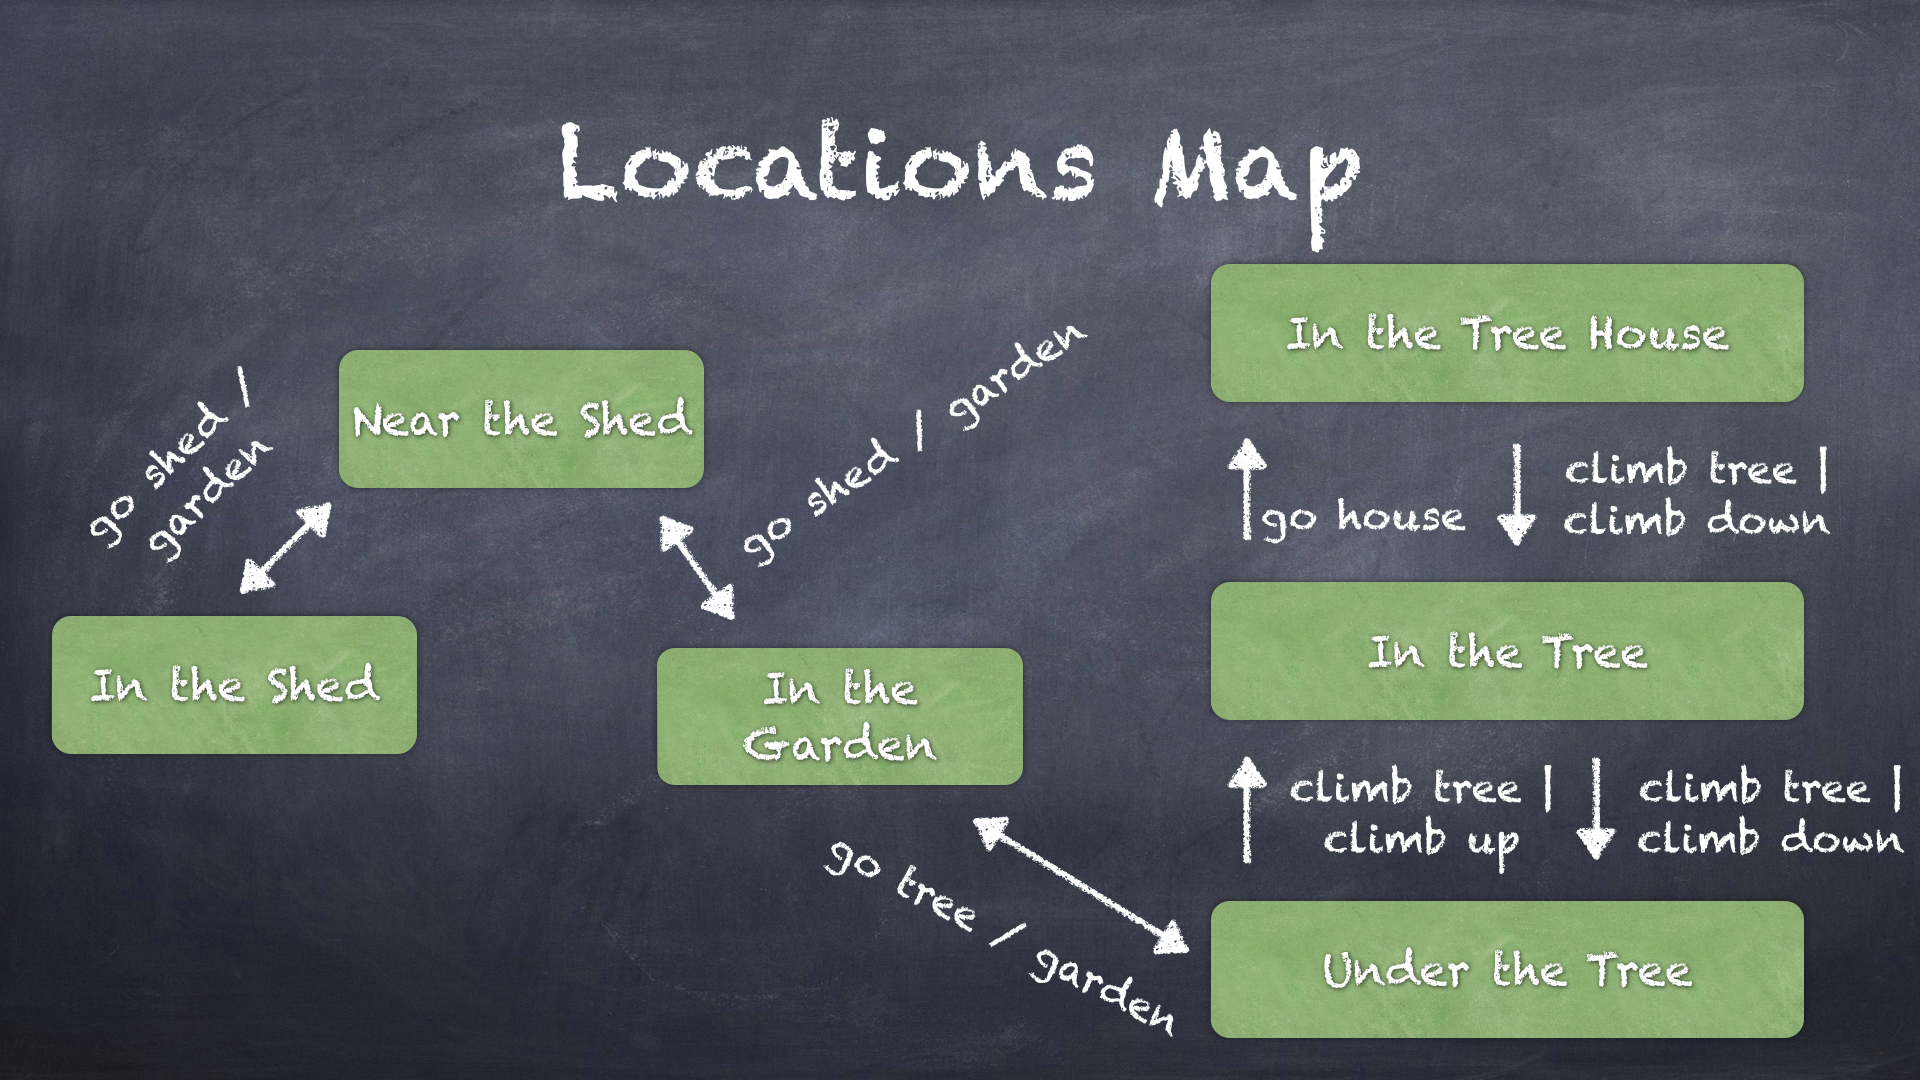 Locations Map
In the Tree House
Near the Shed
go shed /
garden
go shed / garden
go house
climb tree |
climb down
In the Shed
In the
Garden
In the Tree
climb tree |
climb up
climb tree |
climb down
go tree / garden
Under the Tree